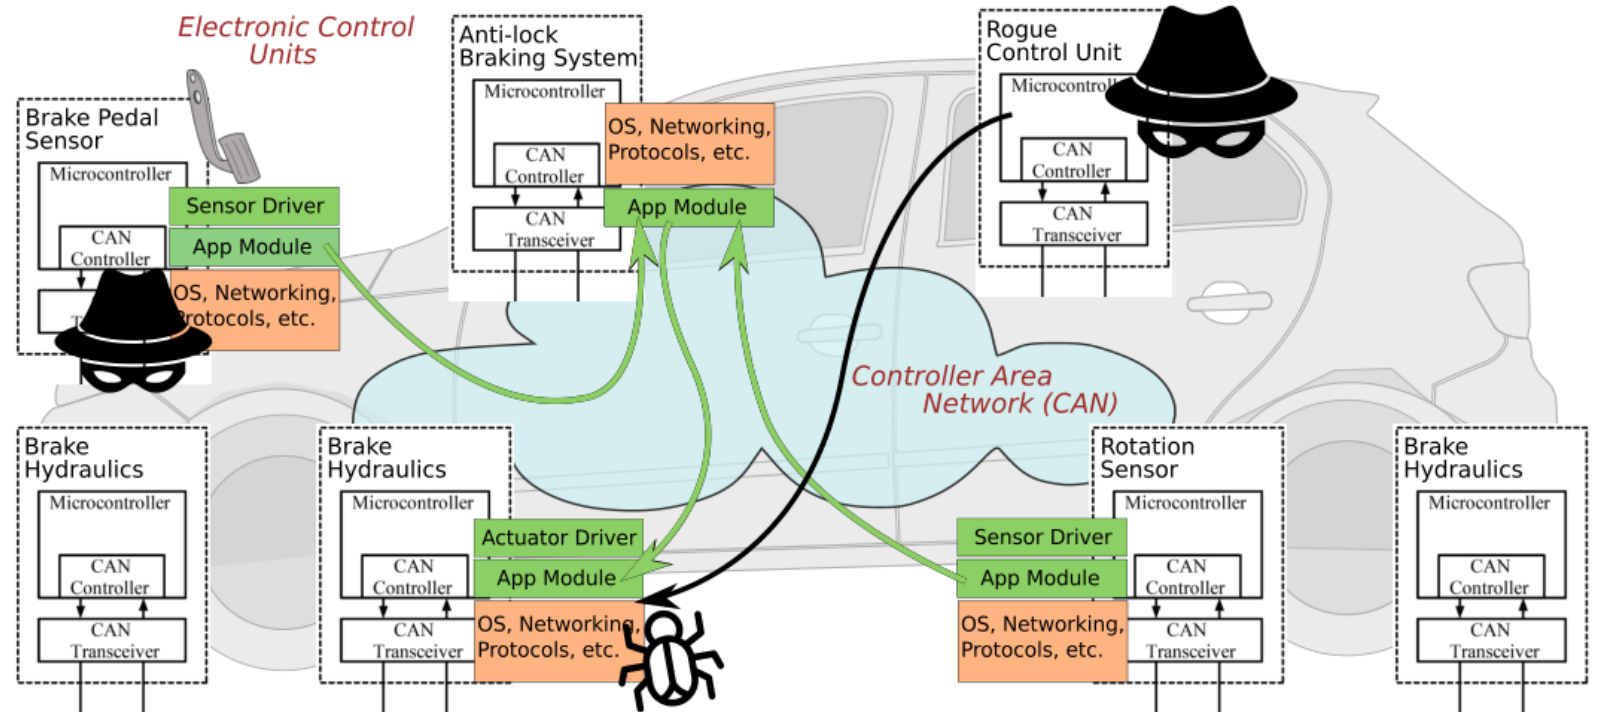 Electronic Control
Units
Brake Pedal
Sensor
Microcontroller
CAN
Controller
Sensor Driver
App Module
OS, Networking,
Protocols, etc.
Anti-lock
Braking System
Microcontroller
CAN
Controller
CAN
Transceiver
OS, Networking,
Protocols, etc.
App Module
Rogue
Control Unit
CAN
Controller
CAN
Transceiver
Controller Area
Network (CAN)
Brake
Hydraulics
Microcontroller
CAN
Controller
CAN
Transceiver
Brake
Hydraulics
Microcontroller
CAN
Controller
CAN
Transceiver
Actuator Driver
App Module
OS, Networking,
Protocols, etc.
Rotation
Sensor
Microcontroller
CAN
Controller
CAN
Transceiver
Sensor Driver
App Module
OS, Networking,
Protocols, etc.
Brake
Hydraulics
Microcontroller
CAN
Controller
CAN
Transceiver